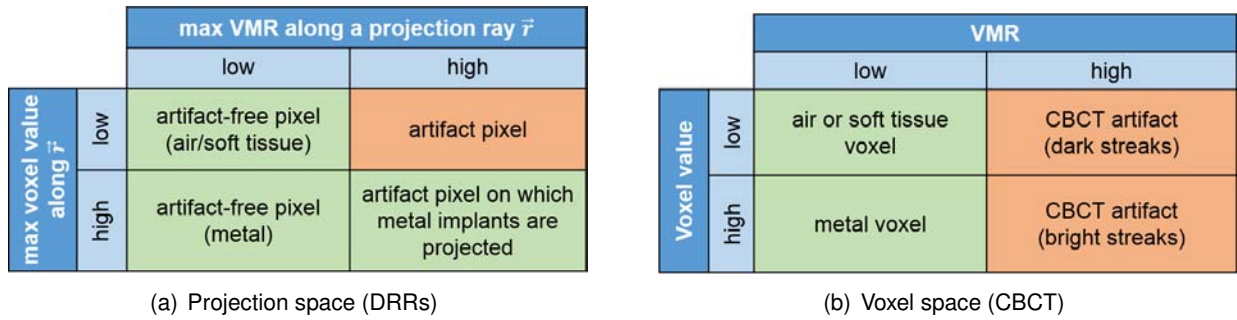 max VMR along a projection ray r⃗
low
high
max voxel value
along r⃗
low
artifact-free pixel
(air/soft tissue)
artifact pixel
high
artifact-free pixel
(metal)
artifact pixel on which
metal implants are
projected
(a) Projection space (DRRs)
VMR
low
high
Voxel value
low
air or soft tissue
voxel
CBCT artifact
(dark streaks)
high
metal voxel
CBCT artifact
(bright streaks)
(b) Voxel space (CBCT)